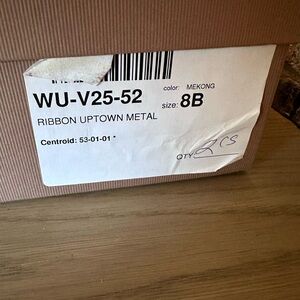 color: MEKONG
WU-V25-52
size: 8B
RIBBON UPTOWN METAL
Centroid: 53-01-01 *
QTY